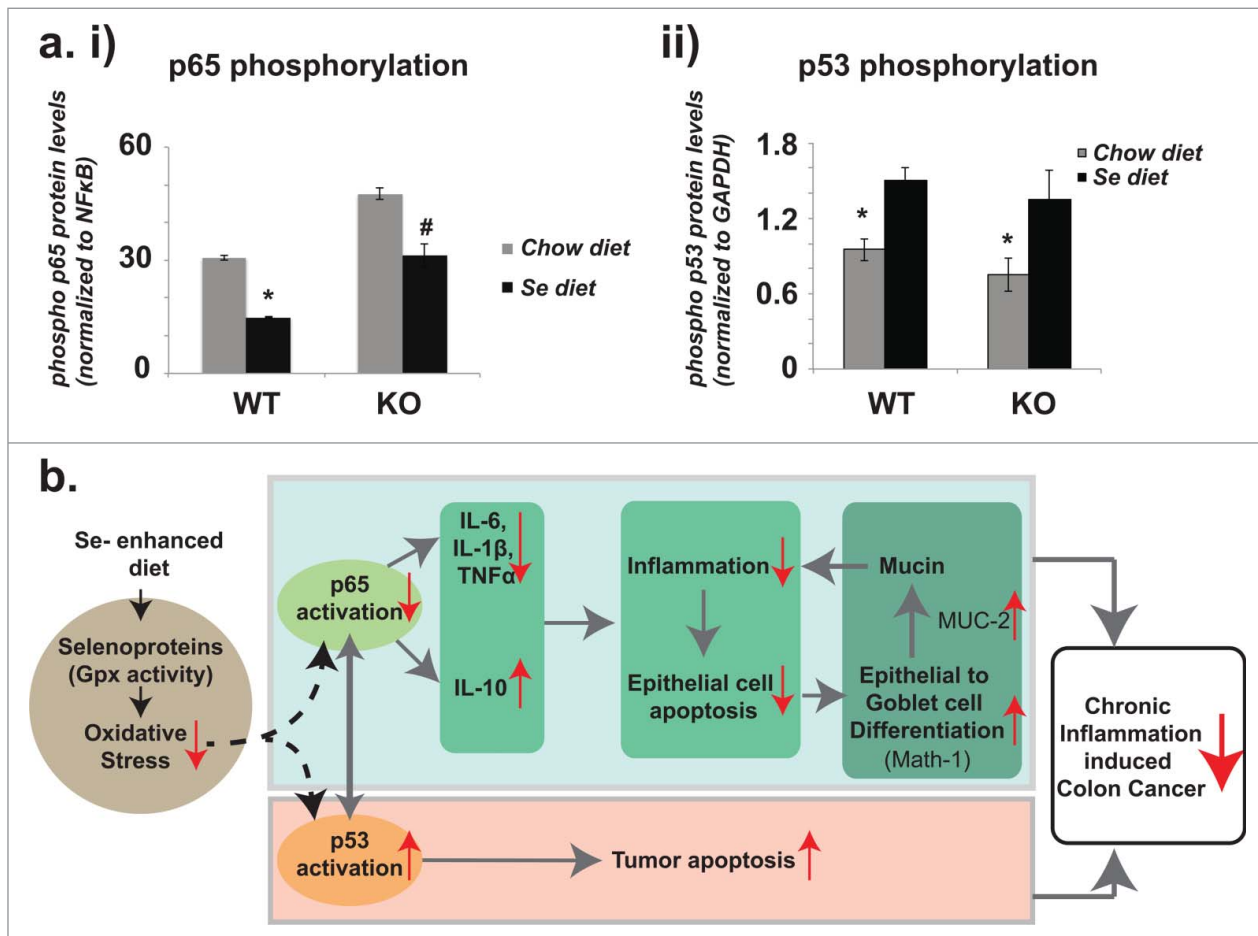 a. i)
p65 phosphorylation
phospho p65 protein levels
(normalized to NFκB)
60
30
0
*
#
WT
KO
Chow diet
Se diet
ii)
p53 phosphorylation
phospho p53 protein levels
(normalized to GAPDH)
1.8
1.2
0.6
0
*
*
WT
KO
Chow diet
Se diet
b.
Se- enhanced
diet
Selenoproteins
(Gpx activity)
Oxidative
Stress
p65
activation
IL-6,
IL-1β,
TNFα
IL-10
Inflammation
Epithelial cell
apoptosis
Mucin
MUC-2
Epithelial to
Goblet cell
Differentiation
(Math-1)
p53
activation
Tumor apoptosis
Chronic
Inflammation
induced
Colon Cancer